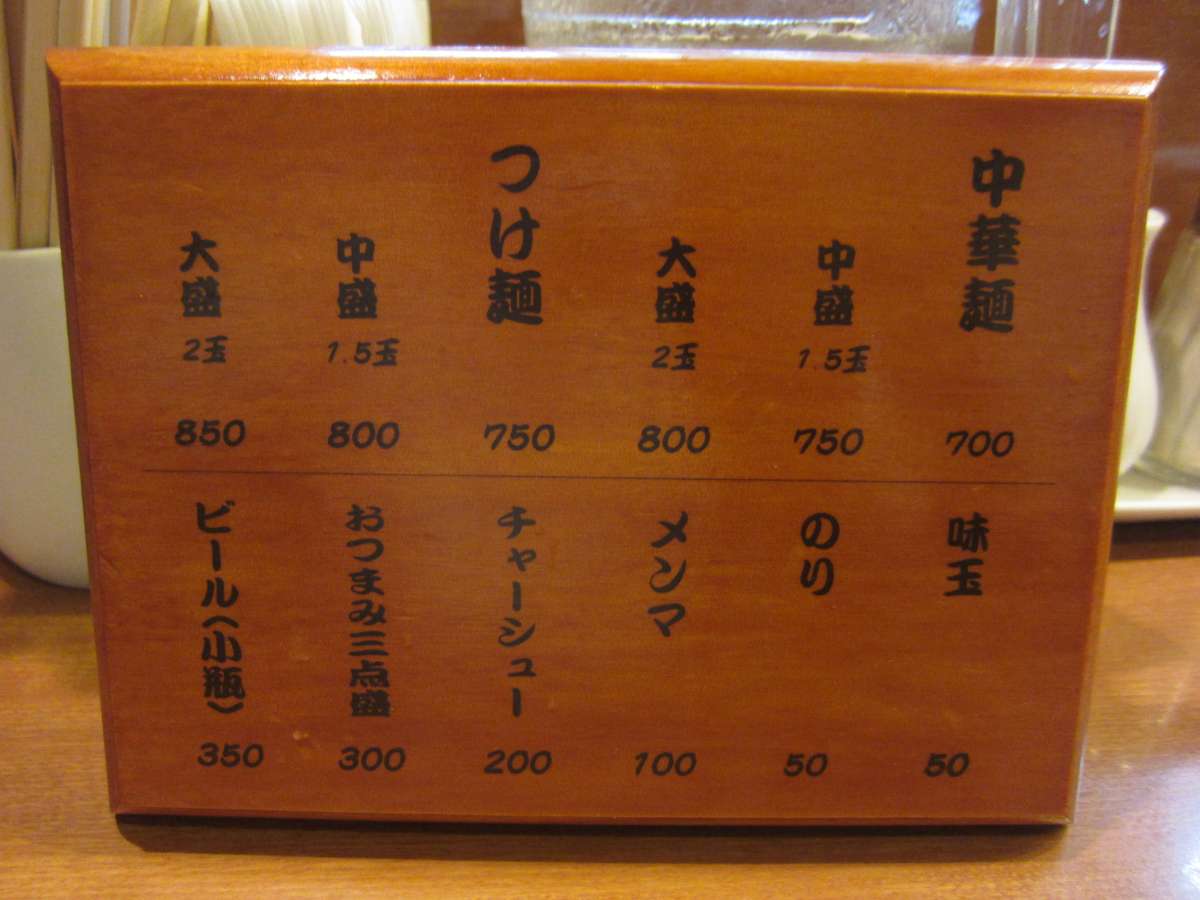 中華麺 700
中盛 1.5玉 750
大盛 2玉 800
つけ麺 750
中盛 1.5玉 800
大盛 2玉 850
味玉 50
のり 50
メンマ 100
チャーシュー 200
おつまみ三点盛 300
ビール(小瓶) 350